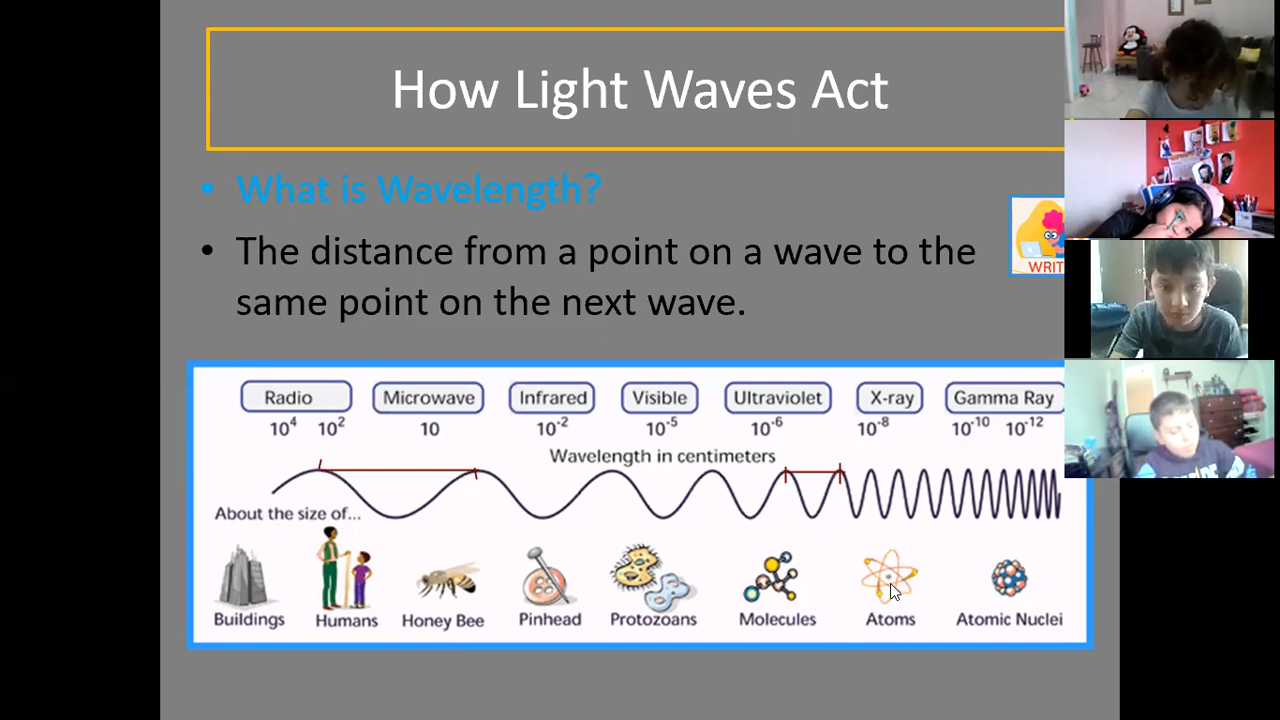 How Light Waves Act
• What is Wavelength?
• The distance from a point on a wave to the
same point on the next wave.
WRIT
Radio Microwave Infrared Visible Ultraviolet X-ray Gamma Ray
10⁴ 10² 10 10⁻² 10⁻⁵ 10⁻⁶ 10⁻⁸ 10⁻¹⁰ 10⁻¹²
Wavelength in centimeters
About the size of...
Buildings Humans Honey Bee Pinhead Protozoans Molecules Atoms Atomic Nuclei